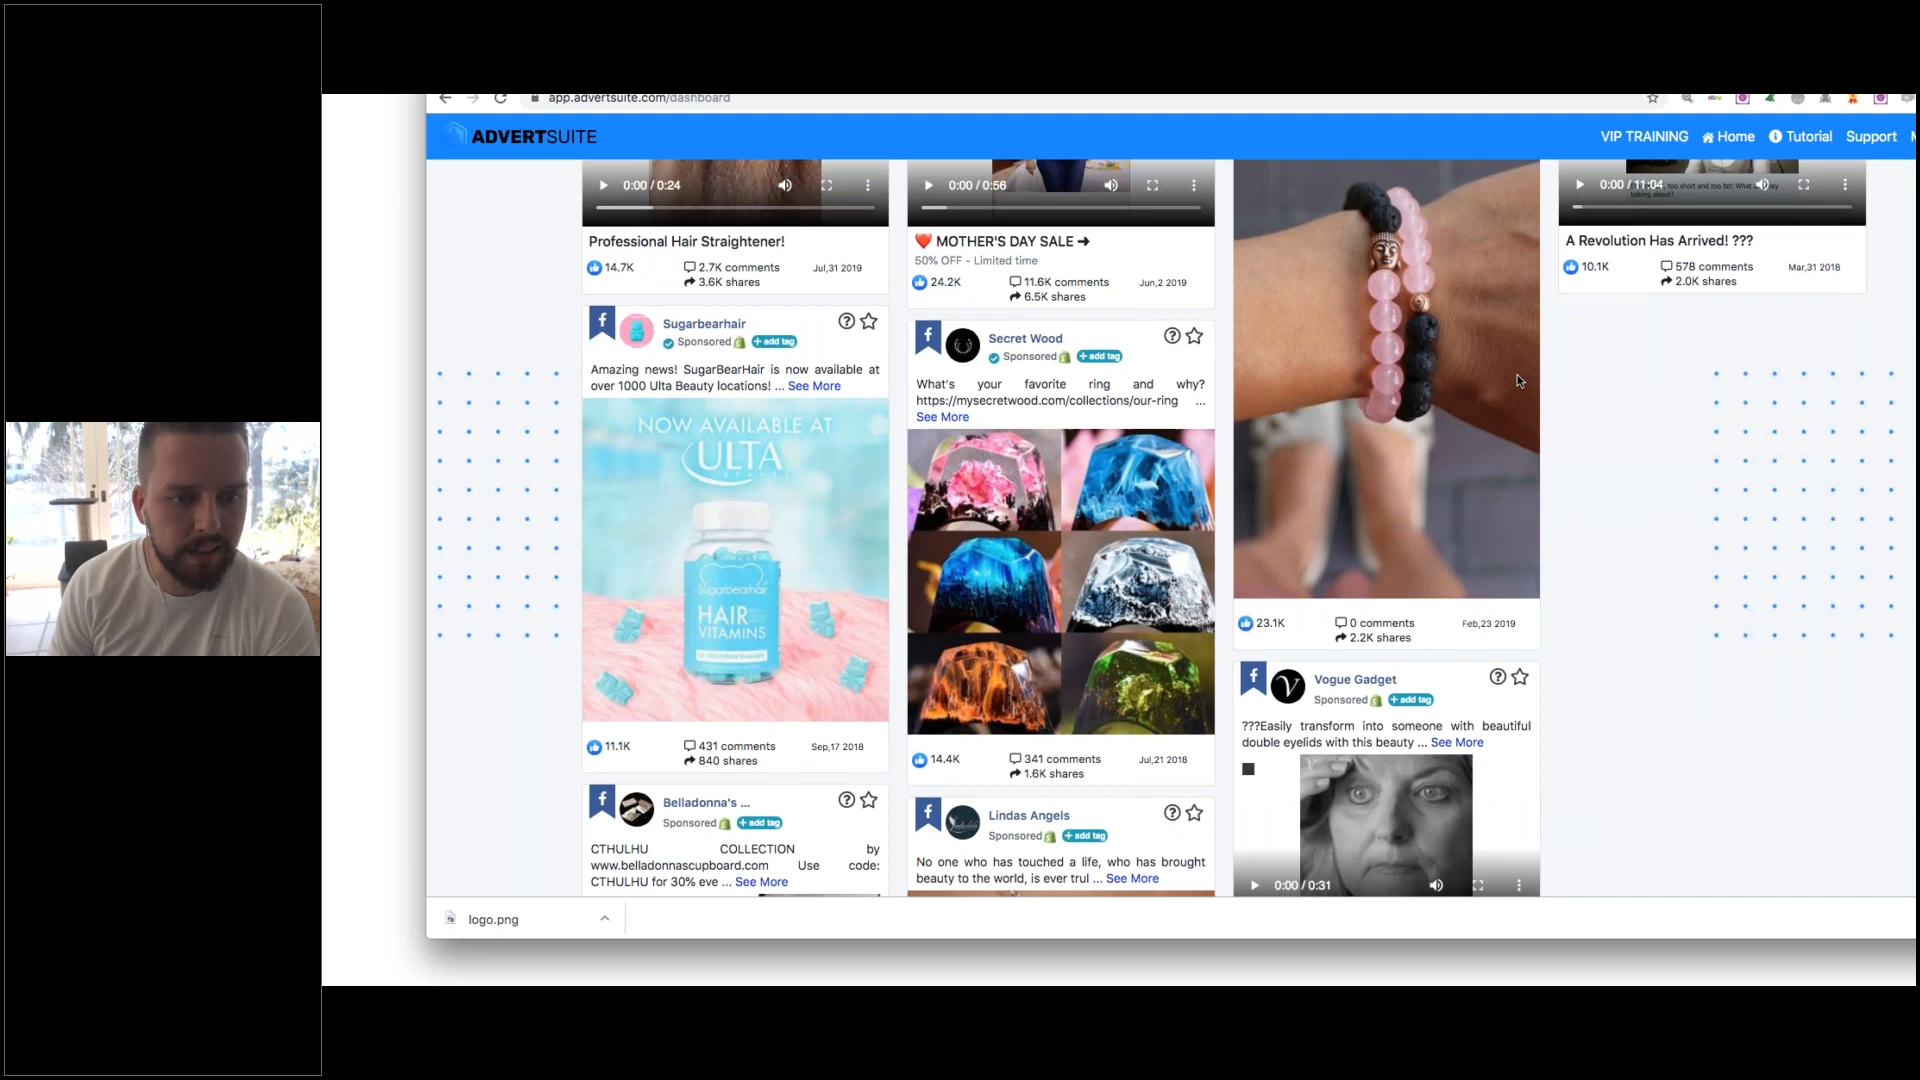 app.advertsuite.com/dashboard
ADVERTSUITE
VIP TRAINING
Home
Tutorial
Support
0:00 / 0:24
Professional Hair Straightener!
14.7K
2.7K comments
3.6K shares
Jul,31 2019
Sugarbearhair
Sponsored
+ add tag
Amazing news! SugarBearHair is now available at
over 1000 Ulta Beauty locations! ... See More
NOW AVAILABLE AT
ULTA
BEAUTY
Sugarbearhair
HAIR
VITAMINS
11.1K
431 comments
840 shares
Sep,17 2018
Belladonna's ...
Sponsored
+ add tag
CTHULHU COLLECTION by
www.belladonnascupboard.com Use code:
CTHULHU for 30% eve ... See More
0:00 / 0:56
❤️ MOTHER'S DAY SALE ➜
50% OFF - Limited time
24.2K
11.6K comments
6.5K shares
Jun,2 2019
Secret Wood
Sponsored
+ add tag
What's your favorite ring and why?
https://mysecretwood.com/collections/our-ring ...
See More
14.4K
341 comments
1.6K shares
Jul,21 2018
Lindas Angels
Sponsored
+ add tag
No one who has touched a life, who has brought
beauty to the world, is ever trul ... See More
23.1K
0 comments
2.2K shares
Feb,23 2019
Vogue Gadget
Sponsored
+ add tag
???Easily transform into someone with beautiful
double eyelids with this beauty ... See More
0:00 / 0:31
0:00 / 11:04
too short and too fat! What
talking about?
A Revolution Has Arrived! ???
10.1K
578 comments
2.0K shares
Mar,31 2018
logo.png